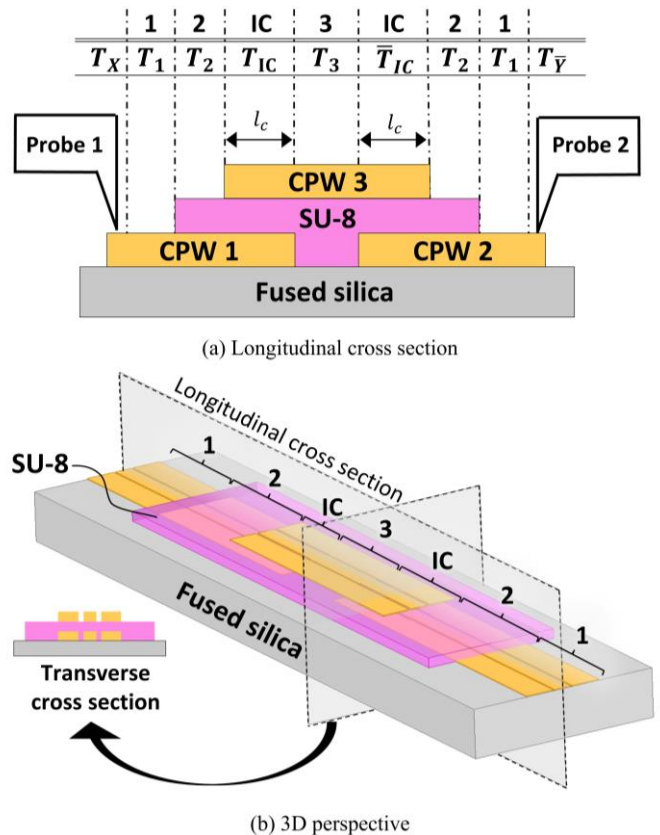 1 2 IC 3 IC 2 1
T_X T_1 T_2 T_IC T_3 T̅_IC T_2 T_1 T_Y̅
l_c l_c
Probe 1
Probe 2
CPW 3
SU-8
CPW 1 CPW 2
Fused silica
(a) Longitudinal cross section
Longitudinal cross section
SU-8
1
2
IC
3
IC
2
1
Fused silica
Transverse
cross section
(b) 3D perspective